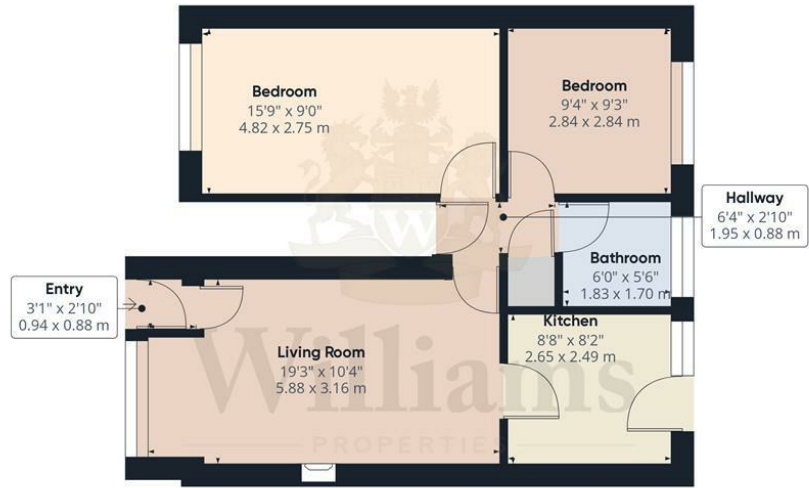 Bedroom
15'9" x 9'0"
4.82 x 2.75 m
Bedroom
9'4" x 9'3"
2.84 x 2.84 m
Hallway
6'4" x 2'10"
1.95 x 0.88 m
Bathroom
6'0" x 5'6"
1.83 x 1.70 m
Entry
3'1" x 2'10"
0.94 x 0.88 m
Living Room
19'3" x 10'4"
5.88 x 3.16 m
Kitchen
8'8" x 8'2"
2.65 x 2.49 m
W
Williams
PROPERTIES